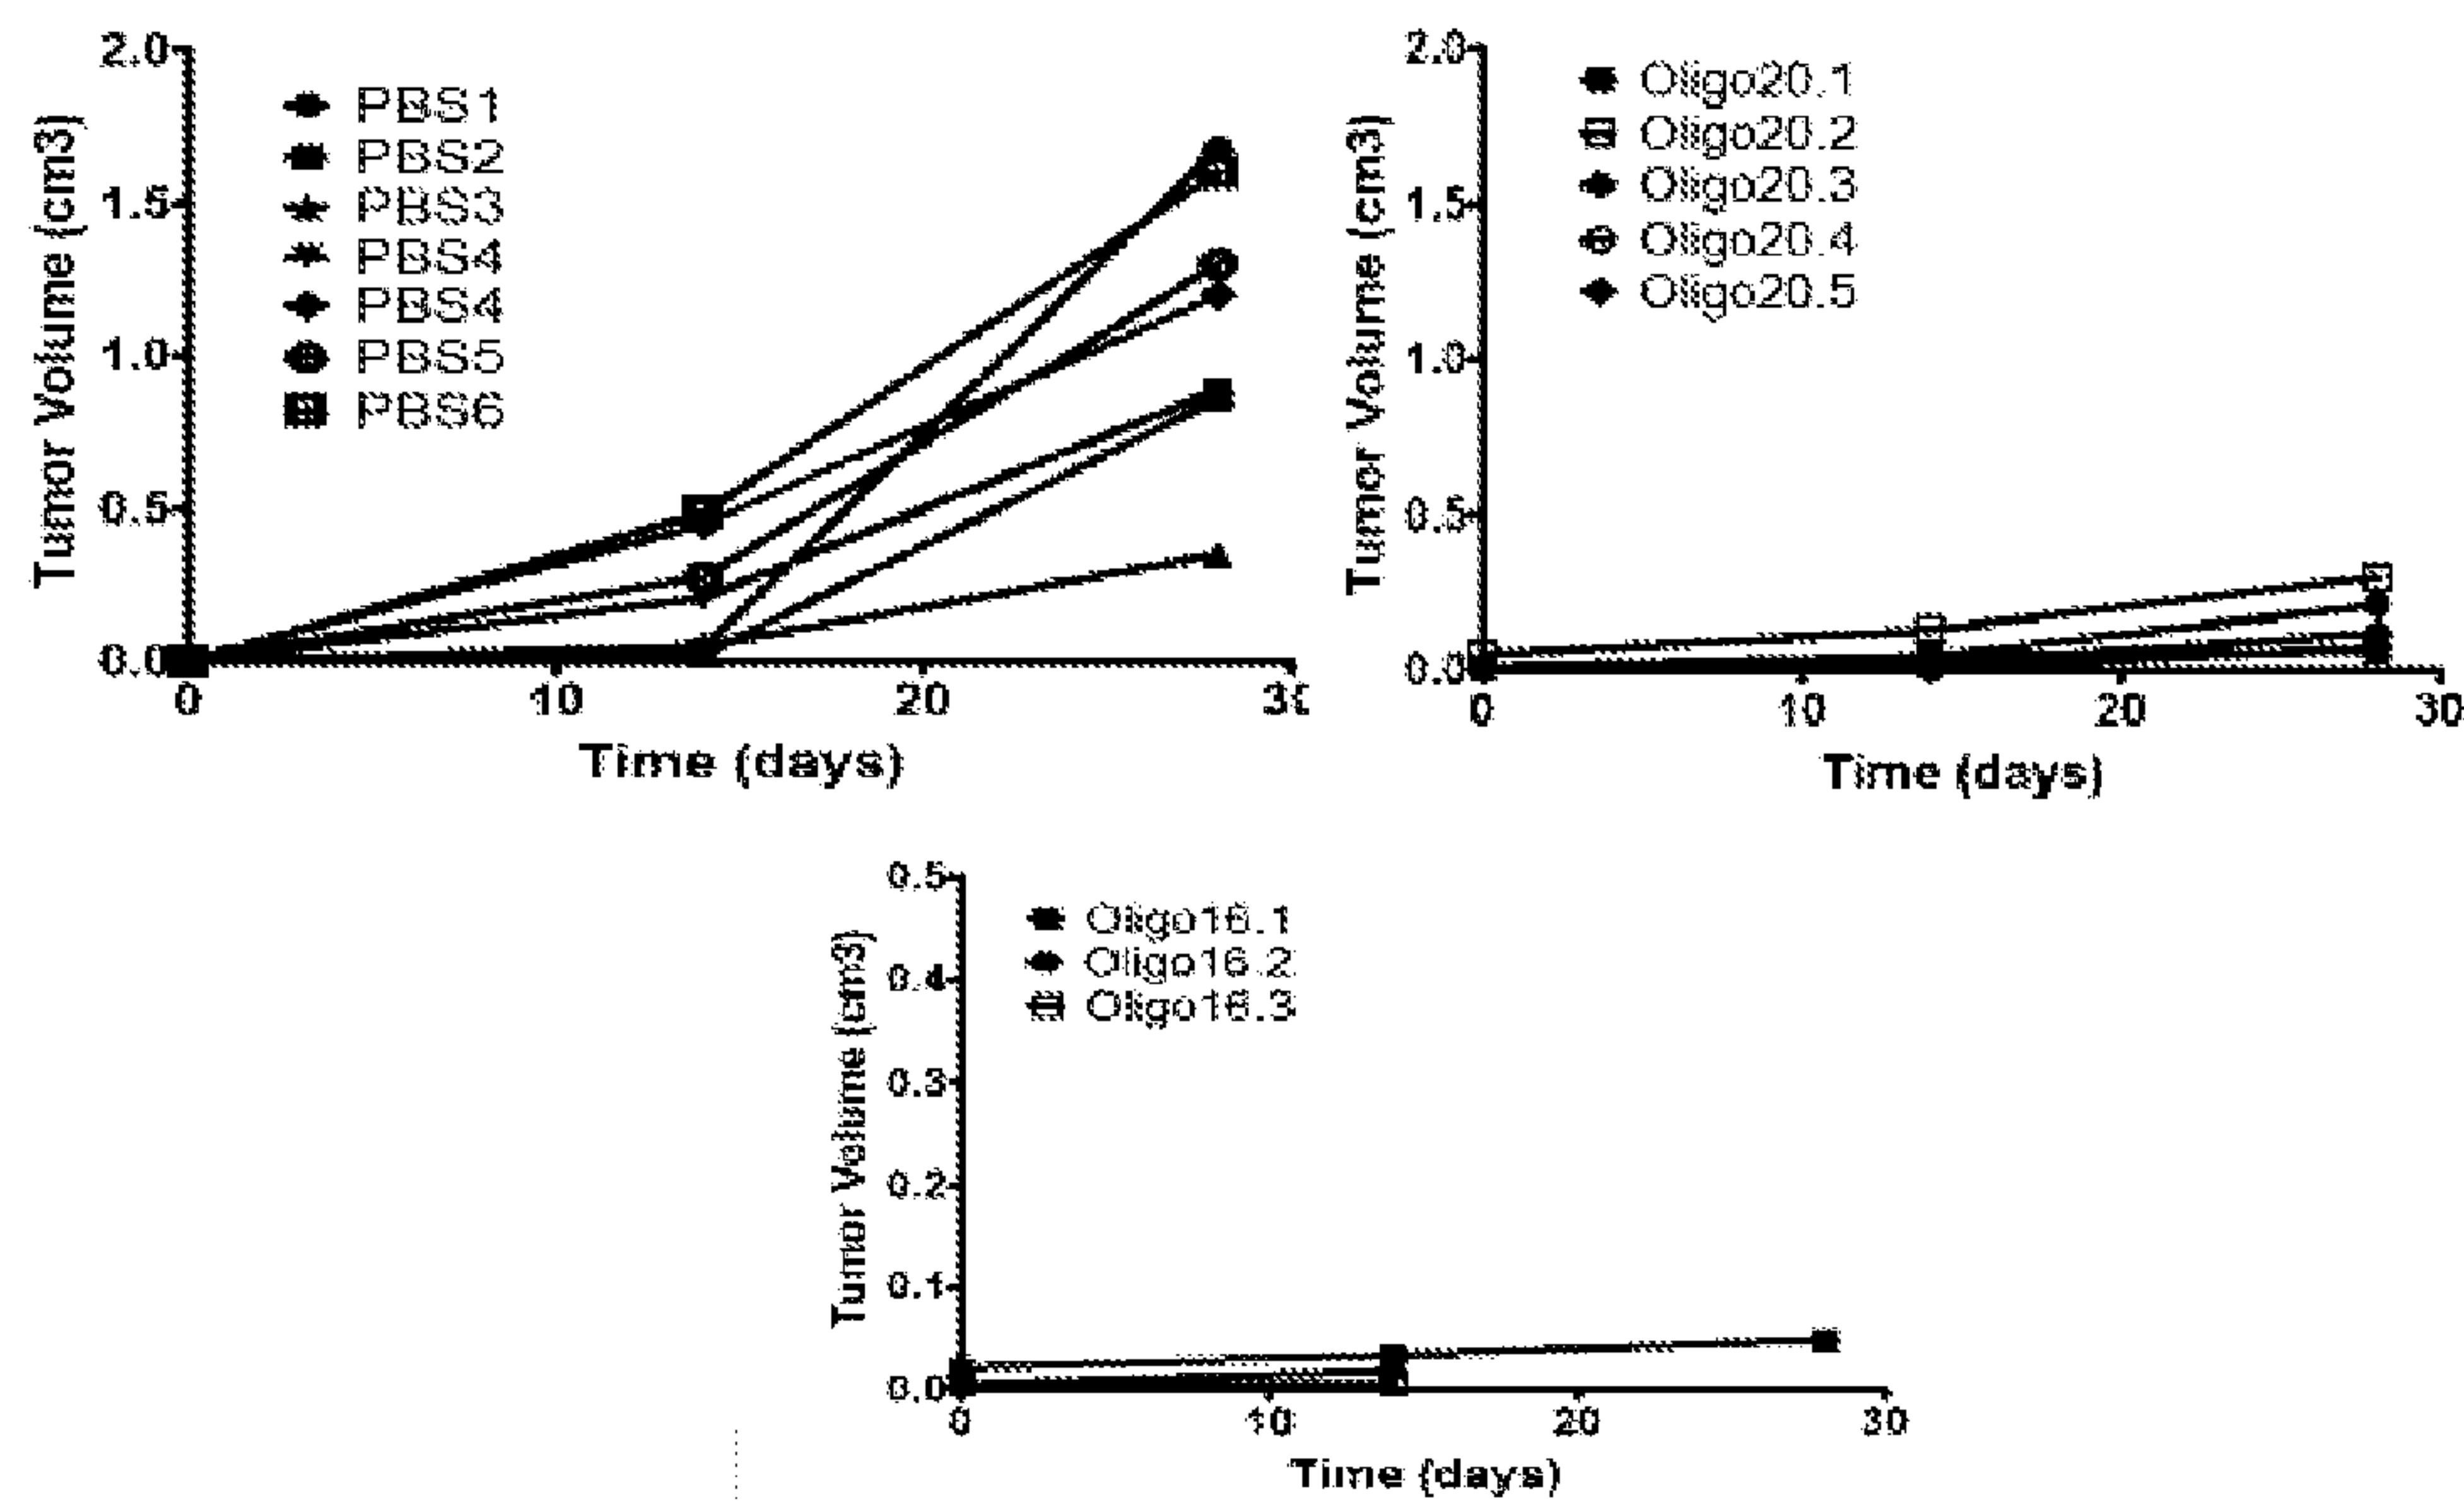 2.0
1.5
1.0
0.5
0.0
Tumor Volume (cm3)
PBS1
PBS2
PBS3
PBS4
PBS4
PBS5
PBS6
0 10 20 30
Time (days)
2.0
1.5
1.0
0.5
0.0
Tumor Volume (cm3)
Oligo20.1
Oligo20.2
Oligo20.3
Oligo20.4
Oligo20.5
0 10 20 30
Time (days)
0.5
0.4
0.3
0.2
0.1
0.0
Tumor Volume (cm3)
Oligo16.1
Oligo16.2
Oligo16.3
0 10 20 30
Time (days)